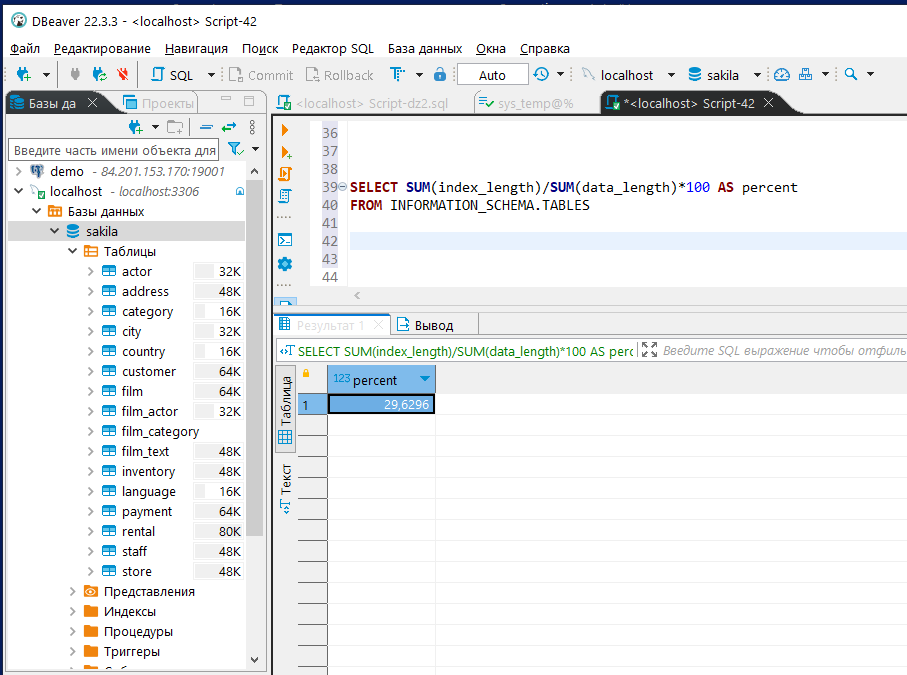 DBeaver 22.3.3 - <localhost> Script-42
Файл Редактирование Навигация Поиск Редактор SQL База данных Окна Справка
SQL Commit Rollback Auto localhost sakila
Базы да Проекты <localhost> Script-dz2.sql sys_temp@% *<localhost> Script-42
Введите часть имени объекта для
demo - 84.201.153.170:19001
localhost - localhost:3306
Базы данных
sakila
Таблицы
actor 32K
address 48K
category 16K
city 32K
country 16K
customer 64K
film 64K
film_actor 32K
film_category
film_text 48K
inventory 48K
language 16K
payment 64K
rental 80K
staff 48K
store 48K
Представления
Индексы
Процедуры
Триггеры
36
37
38
39 SELECT SUM(index_length)/SUM(data_length)*100 AS percent
40 FROM INFORMATION_SCHEMA.TABLES
41
42
43
44
Результат 1 Вывод
SELECT SUM(index_length)/SUM(data_length)*100 AS perc Введите SQL выражение чтобы отфиль
Таблица
Текст
123 percent
1 29,6296